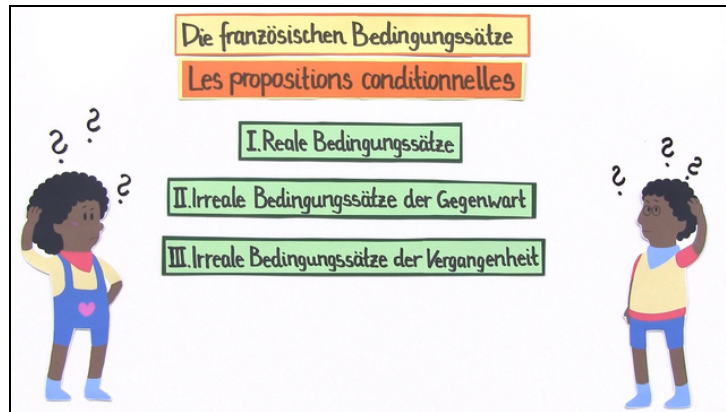 Die französischen Bedingungssätze
Les propositions conditionnelles
I. Reale Bedingungssätze
II. Irreale Bedingungssätze der Gegenwart
III. Irreale Bedingungssätze der Vergangenheit
? ? ?
? ? ?